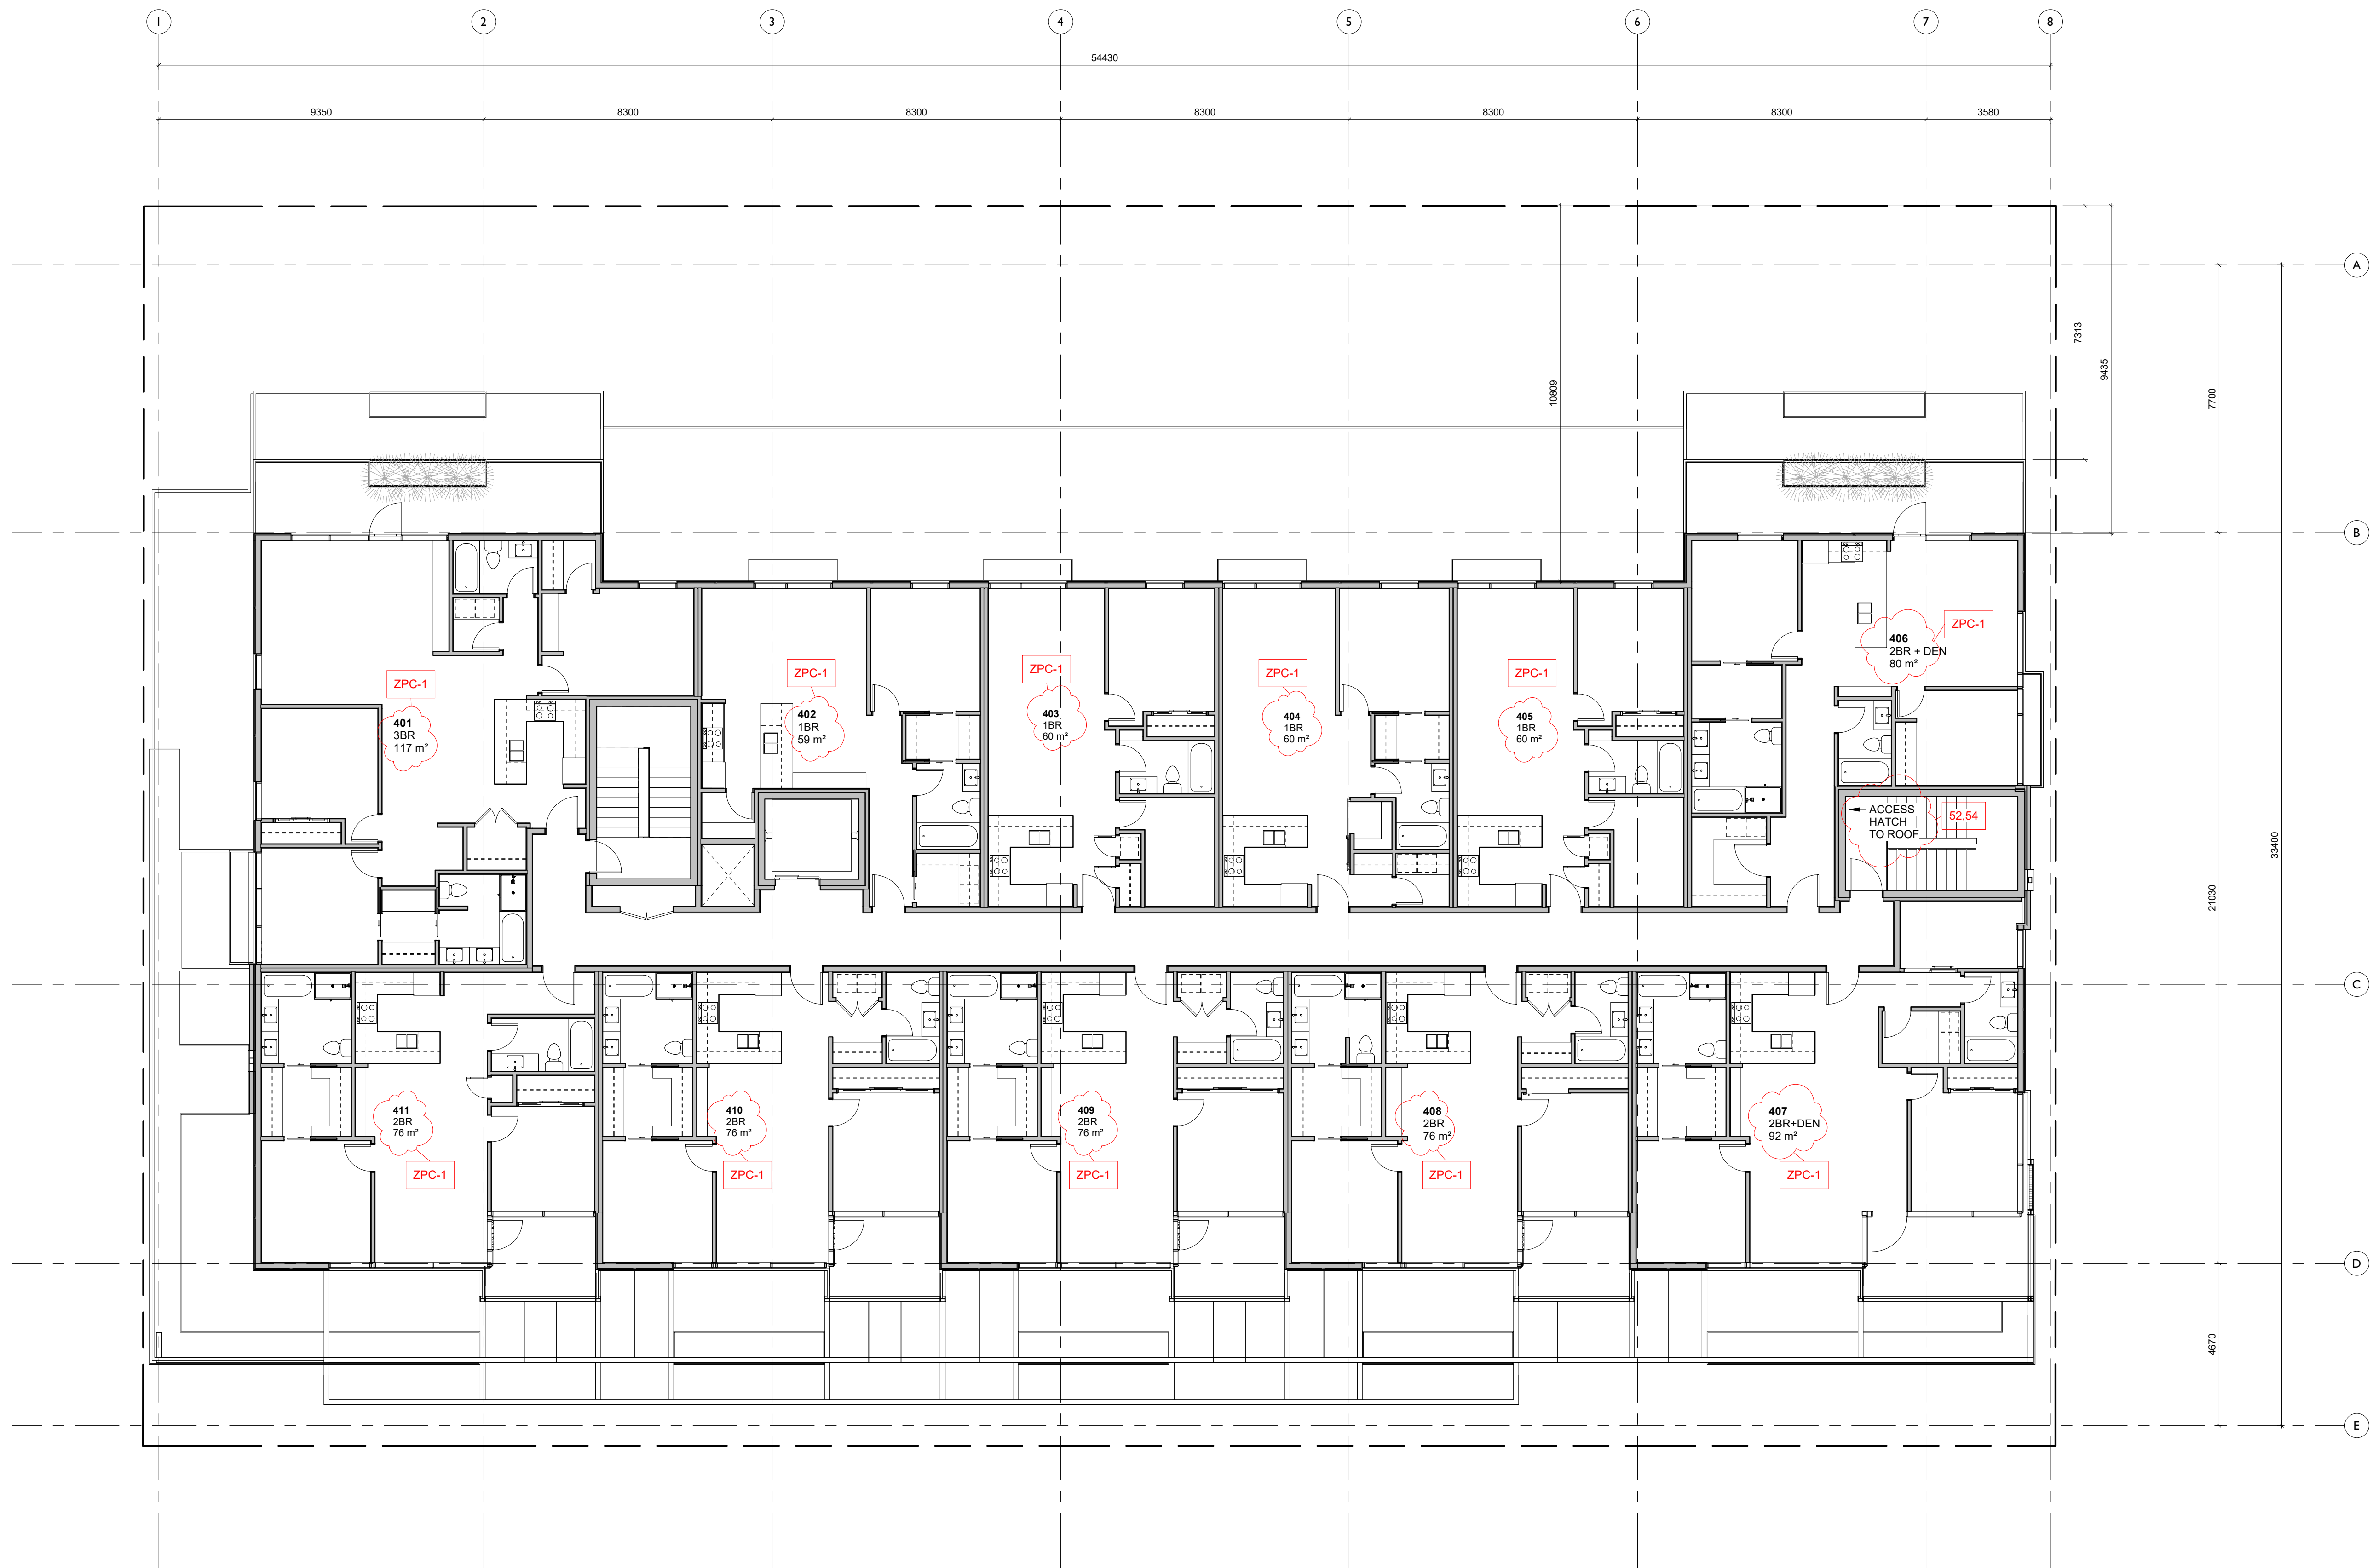 1 2 3 4 5 6 7 8
54430
9350 8300 8300 8300 8300 8300 3580
A
7313
9435
10809
7700
B
ZPC-1
406
2BR + DEN
80 m²
ZPC-1
401
3BR
117 m²
ZPC-1
402
1BR
59 m²
ZPC-1
403
1BR
60 m²
ZPC-1
404
1BR
60 m²
ZPC-1
405
1BR
60 m²
ACCESS
HATCH
TO ROOF
52,54
33400
21030
C
411
2BR
76 m²
ZPC-1
410
2BR
76 m²
ZPC-1
409
2BR
76 m²
ZPC-1
408
2BR
76 m²
ZPC-1
407
2BR+DEN
92 m²
ZPC-1
D
4670
E